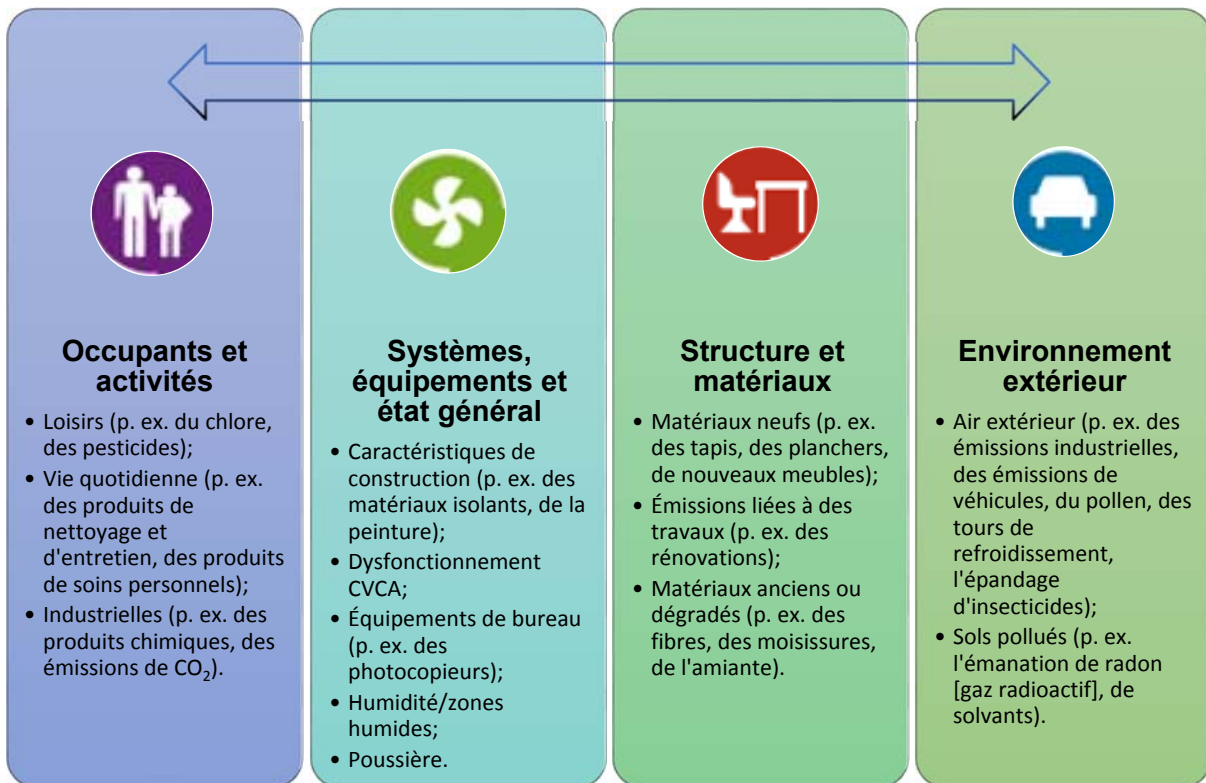 Occupants et
activités
• Loisirs (p. ex. du chlore,
des pesticides);
• Vie quotidienne (p. ex.
des produits de
nettoyage et
d'entretien, des produits
de soins personnels);
• Industrielles (p. ex. des
produits chimiques, des
émissions de CO₂).
Systèmes,
équipements et
état général
• Caractéristiques de
construction (p. ex. des
matériaux isolants, de la
peinture);
• Dysfonctionnement
CVCA;
• Équipements de bureau
(p. ex. des
photocopieurs);
• Humidité/zones
humides;
• Poussière.
Structure et
matériaux
• Matériaux neufs (p. ex.
des tapis, des planchers,
de nouveaux meubles);
• Émissions liées à des
travaux (p. ex. des
rénovations);
• Matériaux anciens ou
dégradés (p. ex. des
fibres, des moisissures,
de l'amiante).
Environnement
extérieur
• Air extérieur (p. ex. des
émissions industrielles,
des émissions de
véhicules, du pollen, des
tours de
refroidissement,
l'épandage
d'insecticides);
• Sols pollués (p. ex.
l'émanation de radon
[gaz radioactif], de
solvants).